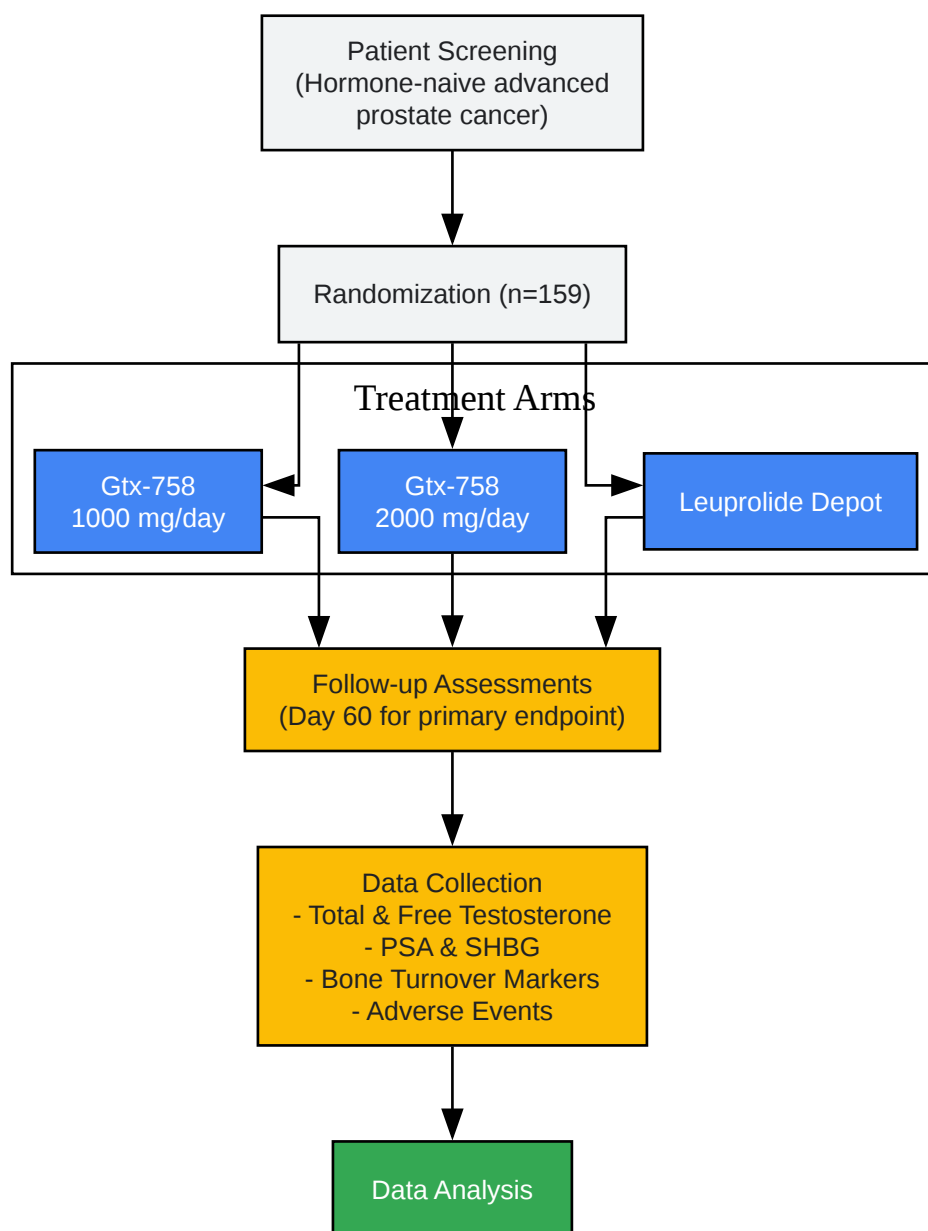 Patient Screening
(Hormone-naive advanced
prostate cancer)
Randomization (n=159)
Treatment Arms
Gtx-758
1000 mg/day
Gtx-758
2000 mg/day
Leuprolide Depot
Follow-up Assessments
(Day 60 for primary endpoint)
Data Collection
- Total & Free Testosterone
- PSA & SHBG
- Bone Turnover Markers
- Adverse Events
Data Analysis